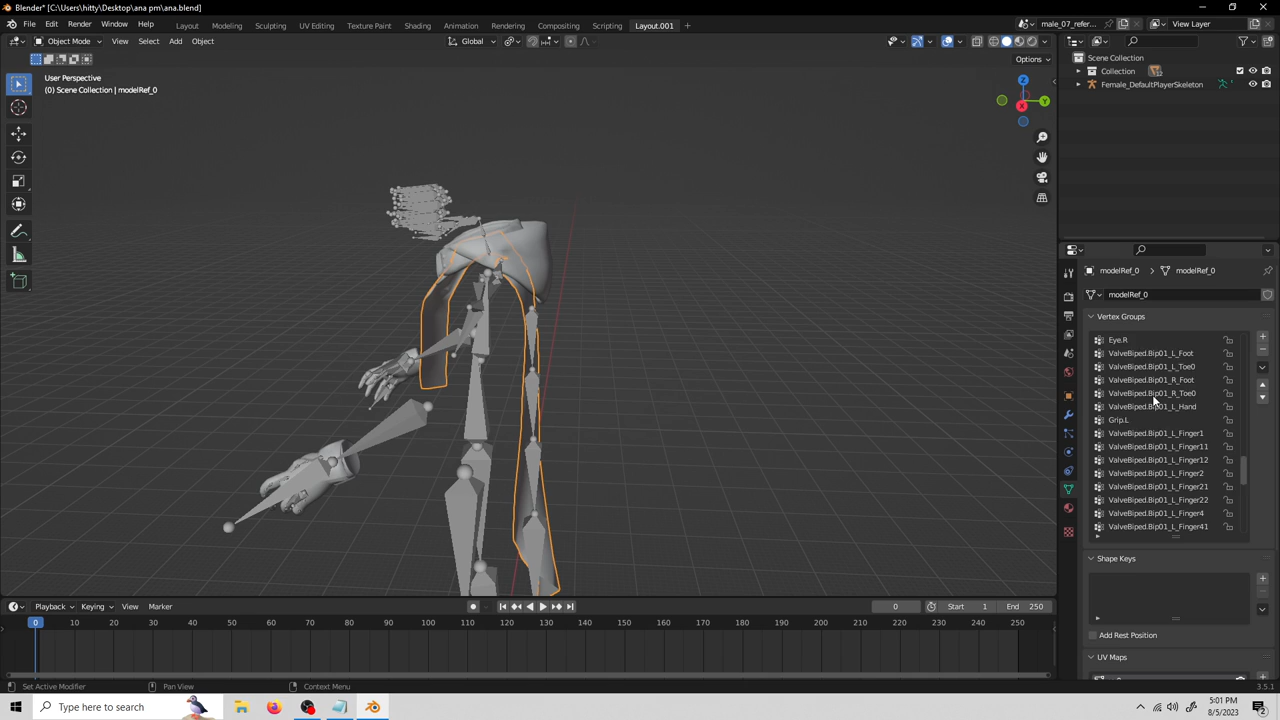 Blender* [C:\Users\hitty\Desktop\ana pm\ana.blend]
File Edit Render Window Help Layout Modeling Sculpting UV Editing Texture Paint Shading Animation Rendering Compositing Scripting Layout.001 + male_07_refer... View Layer
Object Mode View Select Add Object Global
Options
User Perspective
(0) Scene Collection | modelRef_0
Z
Y
X
Scene Collection
Collection
Female_DefaultPlayerSkeleton
modelRef_0 > modelRef_0
modelRef_0
Vertex Groups
Eye.R
ValveBiped.Bip01_L_Foot
ValveBiped.Bip01_L_Toe0
ValveBiped.Bip01_R_Foot
ValveBiped.Bip01_R_Toe0
ValveBiped.Bip01_L_Hand
Grip.L
ValveBiped.Bip01_L_Finger1
ValveBiped.Bip01_L_Finger11
ValveBiped.Bip01_L_Finger12
ValveBiped.Bip01_L_Finger2
ValveBiped.Bip01_L_Finger21
ValveBiped.Bip01_L_Finger22
ValveBiped.Bip01_L_Finger4
ValveBiped.Bip01_L_Finger41
Shape Keys
Add Rest Position
UV Maps
Playback Keying View Marker 0 Start 1 End 250
0 10 20 30 40 50 60 70 80 90 100 110 120 130 140 150 160 170 180 190 200 210 220 230 240 250
Set Active Modifier Pan View Context Menu 3.5.1
Type here to search
5:01 PM
8/5/2023
2